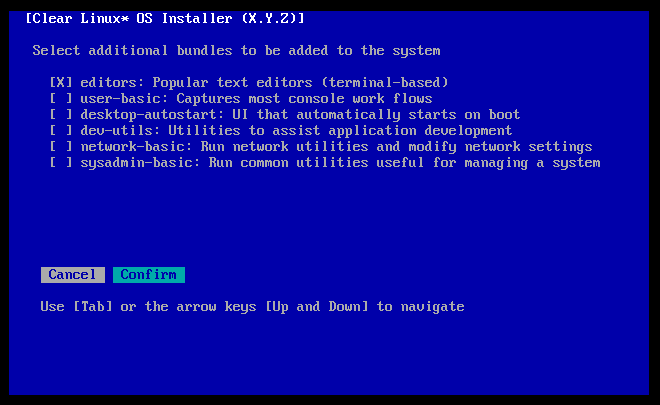 [Clear Linux* OS Installer (X.Y.Z)]
Select additional bundles to be added to the system
[X] editors: Popular text editors (terminal-based)
[ ] user-basic: Captures most console work flows
[ ] desktop-autostart: UI that automatically starts on boot
[ ] dev-utils: Utilities to assist application development
[ ] network-basic: Run network utilities and modify network settings
[ ] sysadmin-basic: Run common utilities useful for managing a system
Cancel Confirm
Use [Tab] or the arrow keys [Up and Down] to navigate